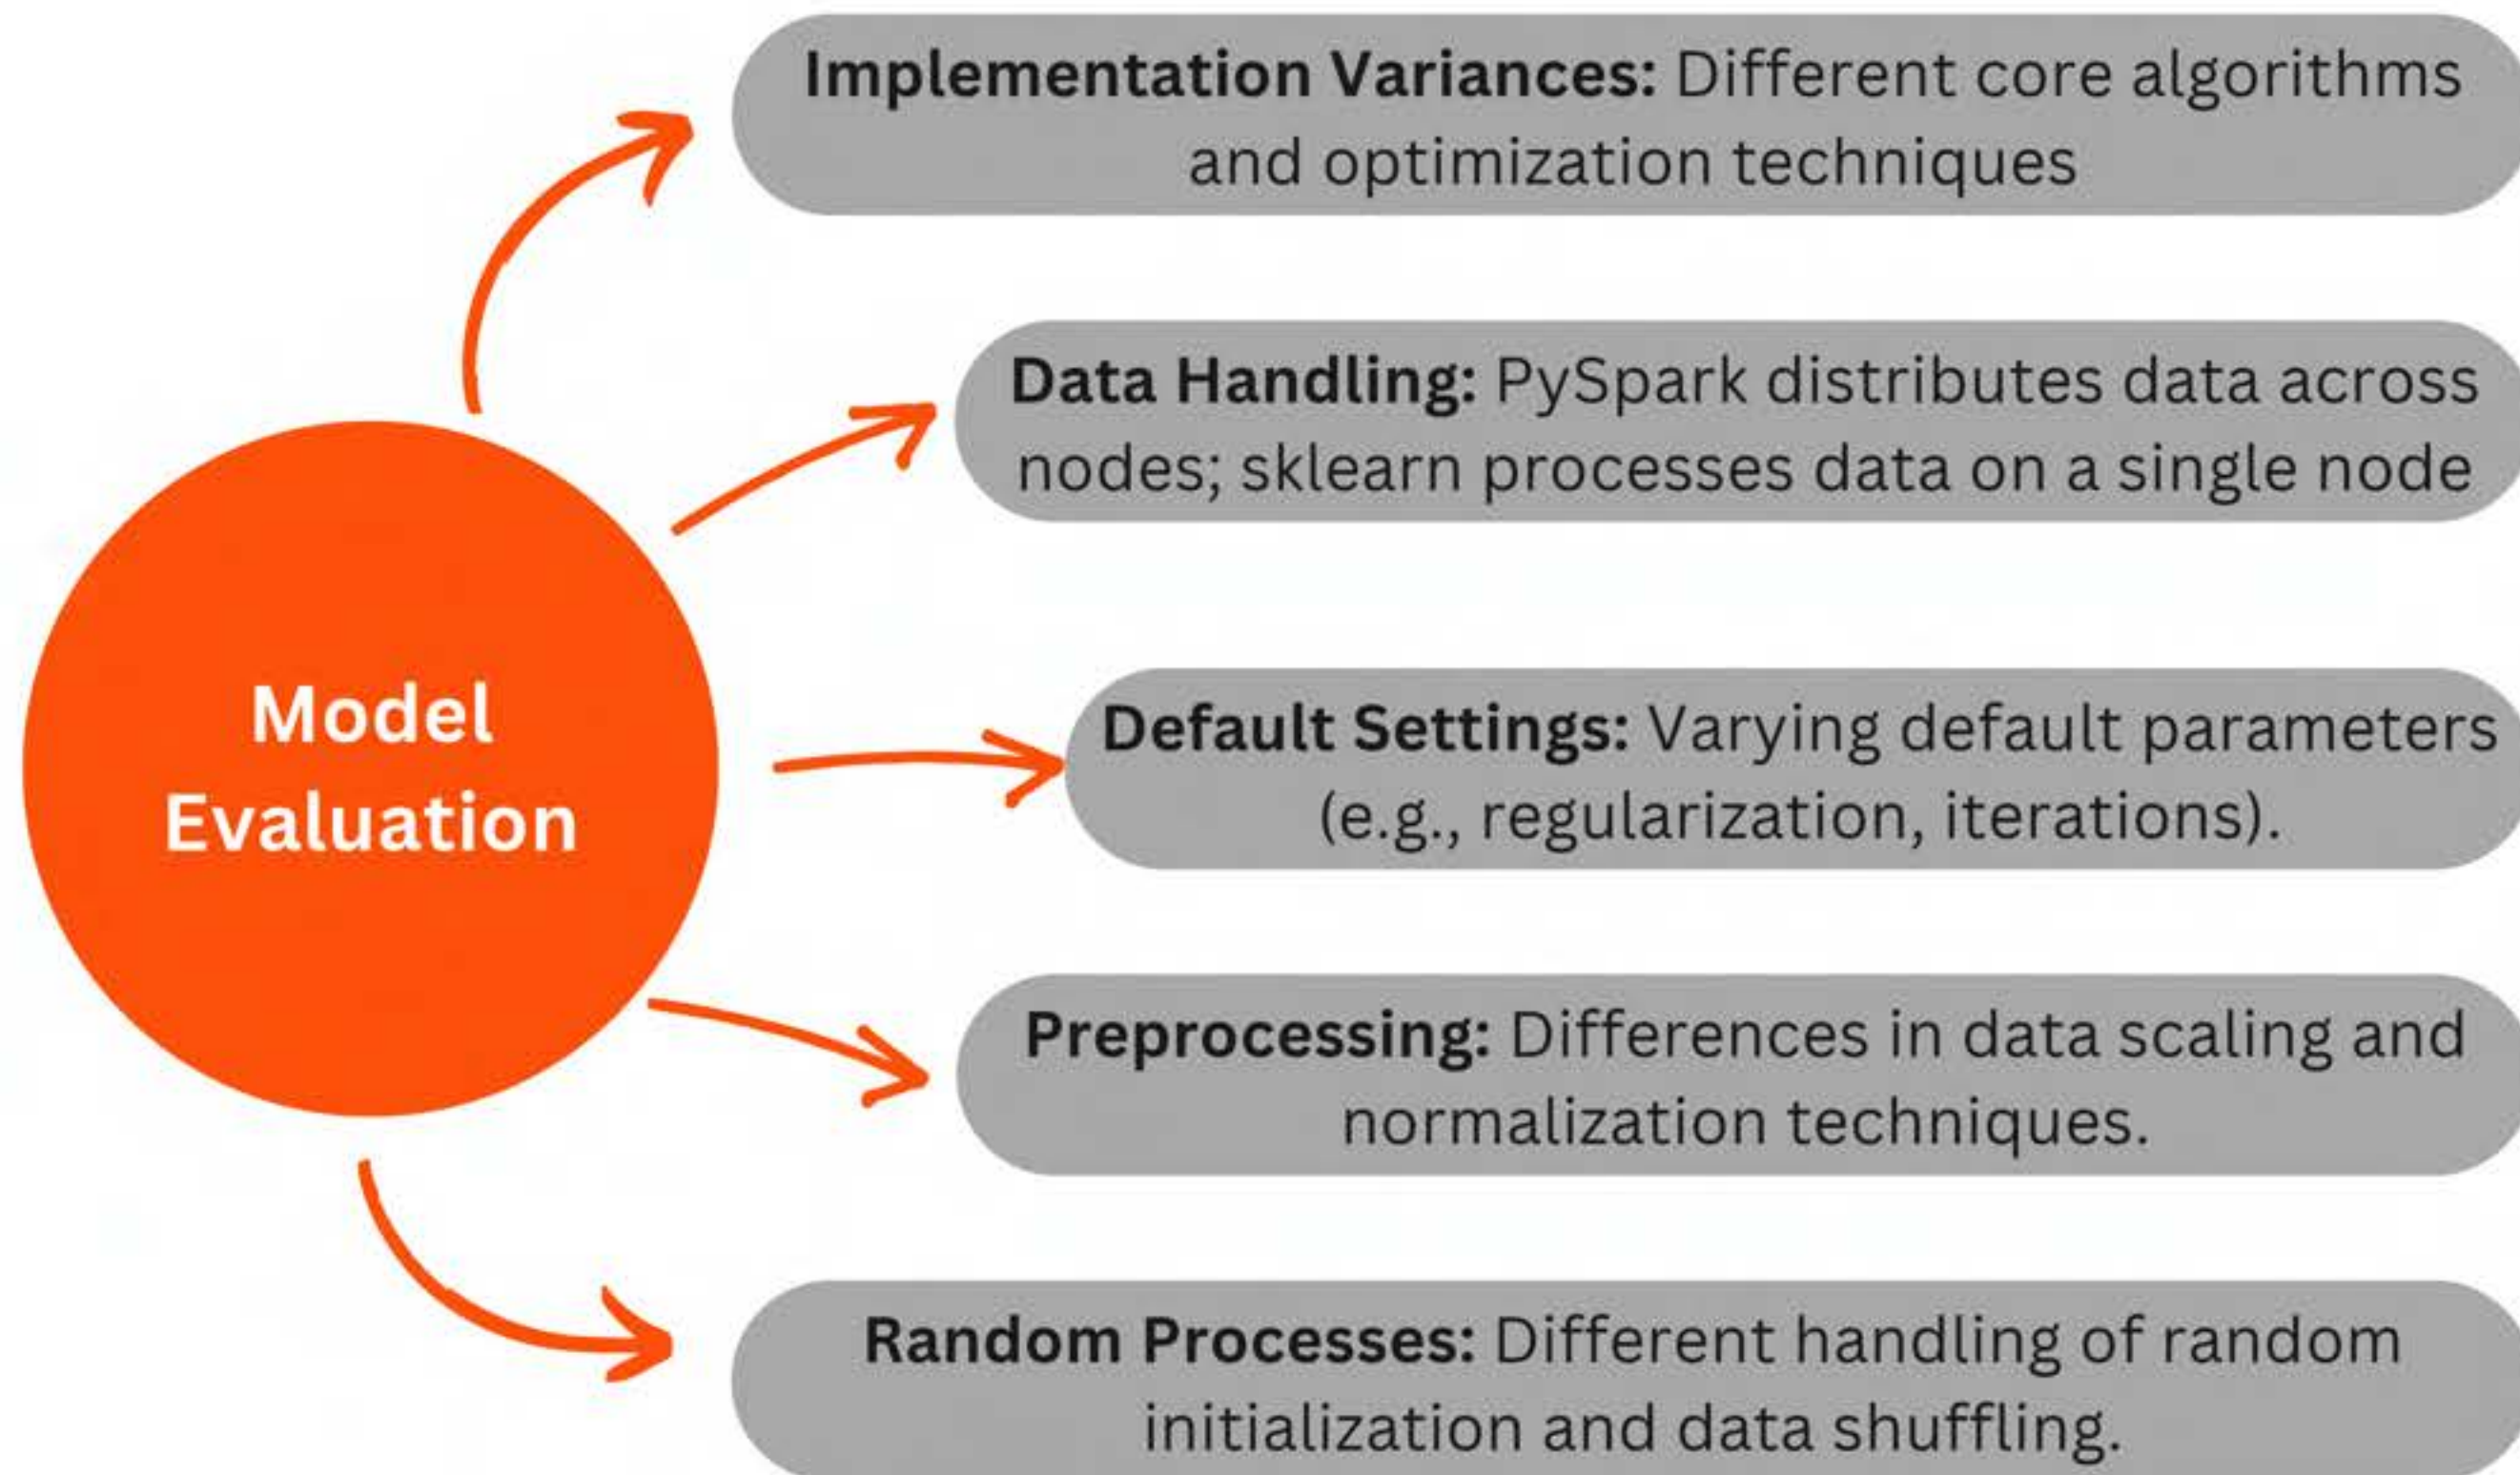 Implementation Variances: Different core algorithms
and optimization techniques
Data Handling: PySpark distributes data across
nodes; sklearn processes data on a single node
Model
Evaluation
Default Settings: Varying default parameters
(e.g., regularization, iterations).
Preprocessing: Differences in data scaling and
normalization techniques.
Random Processes: Different handling of random
initialization and data shuffling.